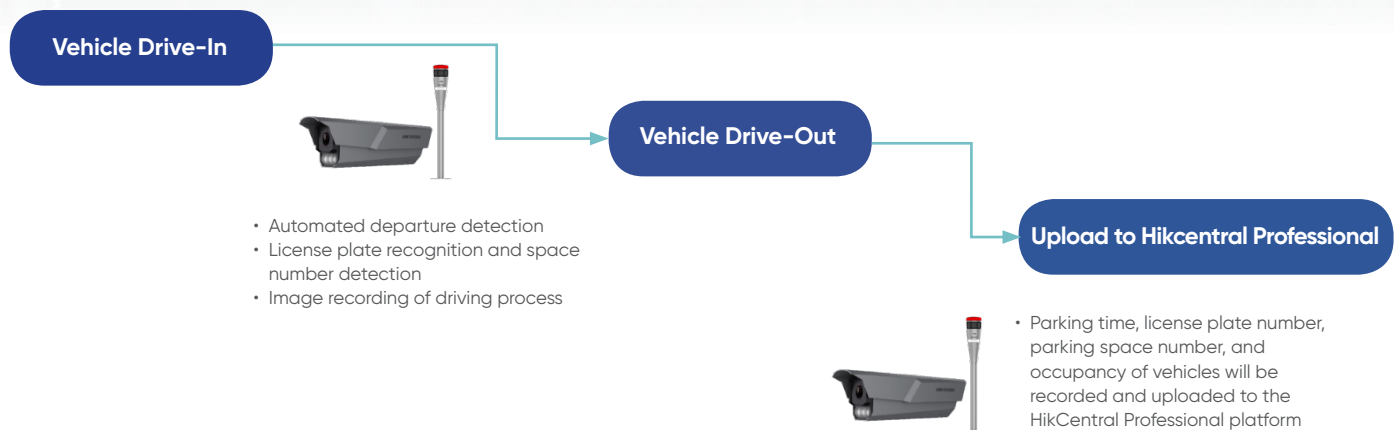 Vehicle Drive-In
Vehicle Drive-Out
• Automated departure detection
• License plate recognition and space
number detection
• Image recording of driving process
Upload to Hikcentral Professional
• Parking time, license plate number,
parking space number, and
occupancy of vehicles will be
recorded and uploaded to the
HikCentral Professional platform